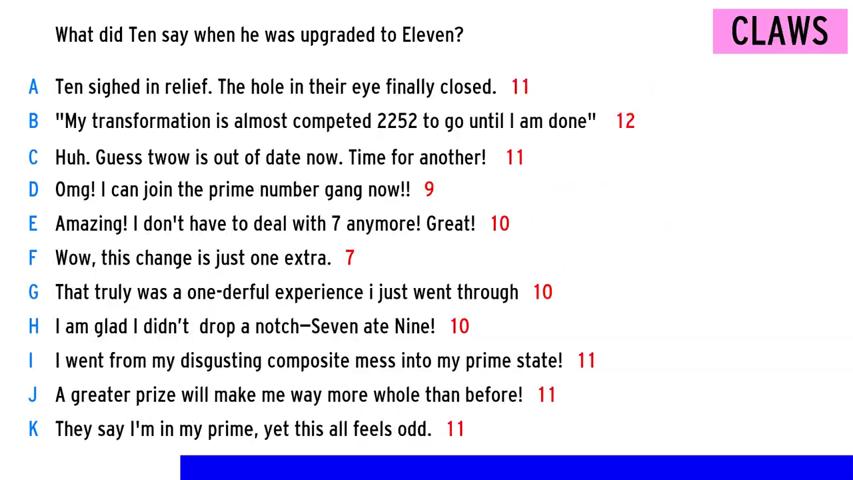 What did Ten say when he was upgraded to Eleven?
CLAWS
A Ten sighed in relief. The hole in their eye finally closed. 11
B "My transformation is almost competed 2252 to go until I am done" 12
C Huh. Guess twow is out of date now. Time for another! 11
D Omg! I can join the prime number gang now!! 9
E Amazing! I don't have to deal with 7 anymore! Great! 10
F Wow, this change is just one extra. 7
G That truly was a one-derful experience i just went through 10
H I am glad I didn’t  drop a notch—Seven ate Nine! 10
I I went from my disgusting composite mess into my prime state! 11
J A greater prize will make me way more whole than before! 11
K They say I'm in my prime, yet this all feels odd. 11